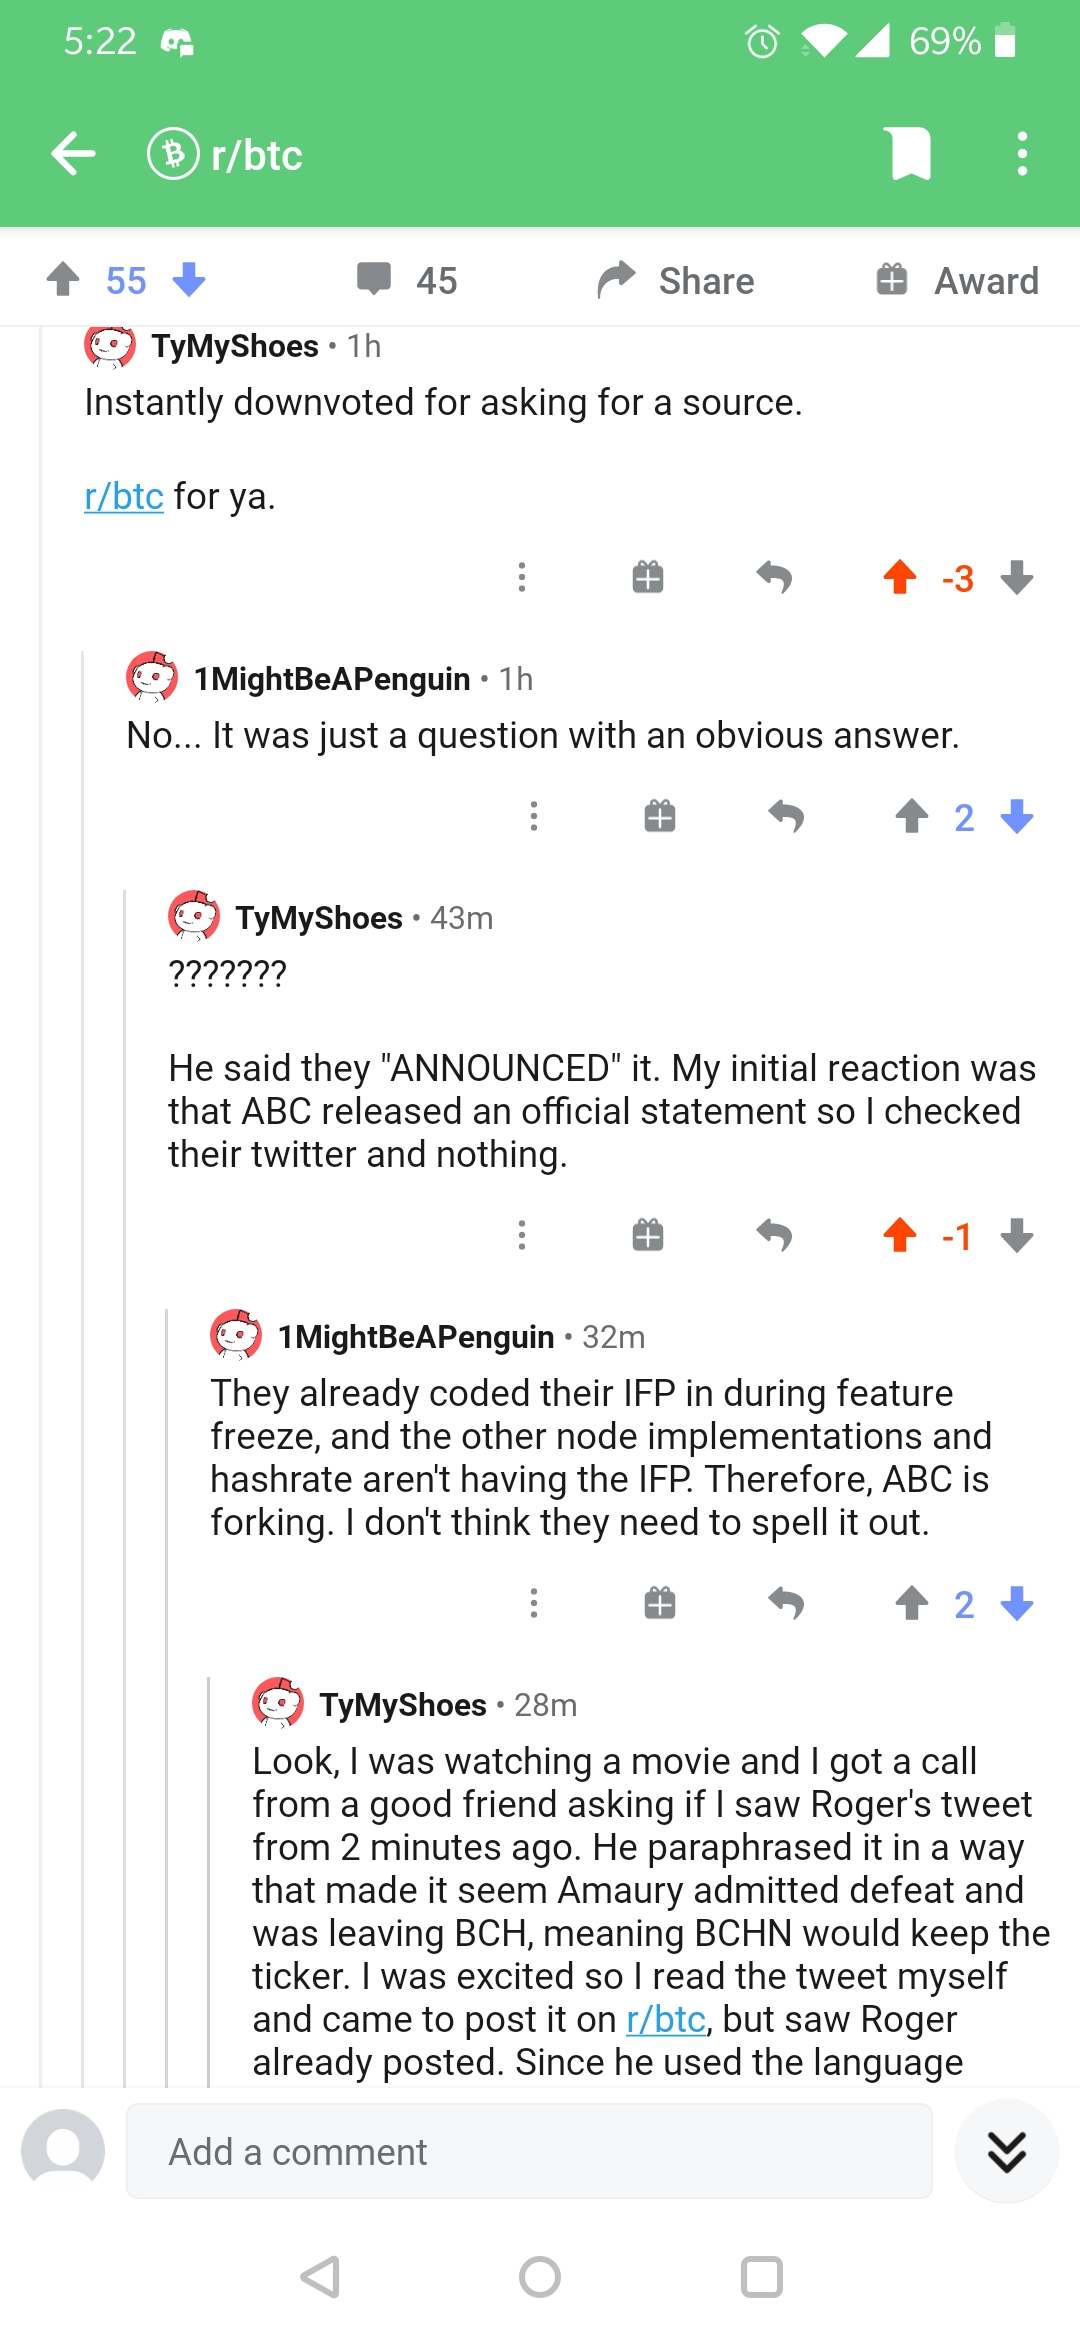 5:22
69%
r/btc
55
45
Share
Award
TyMyShoes • 1h
Instantly downvoted for asking for a source.
r/btc for ya.
-3
1MightBeAPenguin • 1h
No... It was just a question with an obvious answer.
2
TyMyShoes • 43m
???????
He said they "ANNOUNCED" it. My initial reaction was
that ABC released an official statement so I checked
their twitter and nothing.
-1
1MightBeAPenguin • 32m
They already coded their IFP in during feature
freeze, and the other node implementations and
hashrate aren't having the IFP. Therefore, ABC is
forking. I don't think they need to spell it out.
2
TyMyShoes • 28m
Look, I was watching a movie and I got a call
from a good friend asking if I saw Roger's tweet
from 2 minutes ago. He paraphrased it in a way
that made it seem Amaury admitted defeat and
was leaving BCH, meaning BCHN would keep the
ticker. I was excited so I read the tweet myself
and came to post it on r/btc, but saw Roger
already posted. Since he used the language
Add a comment